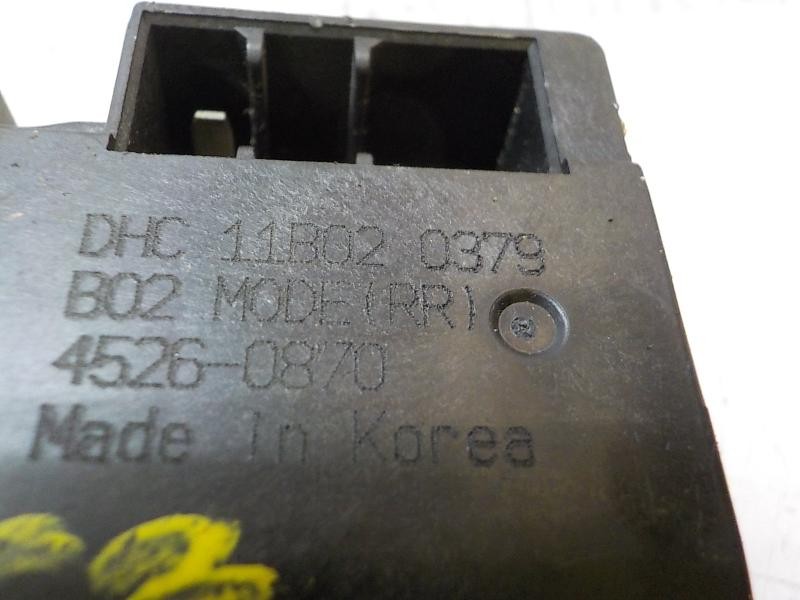 DHC 11B02 0379
B02 MODE(RR)
4526-0870
Made In Korea